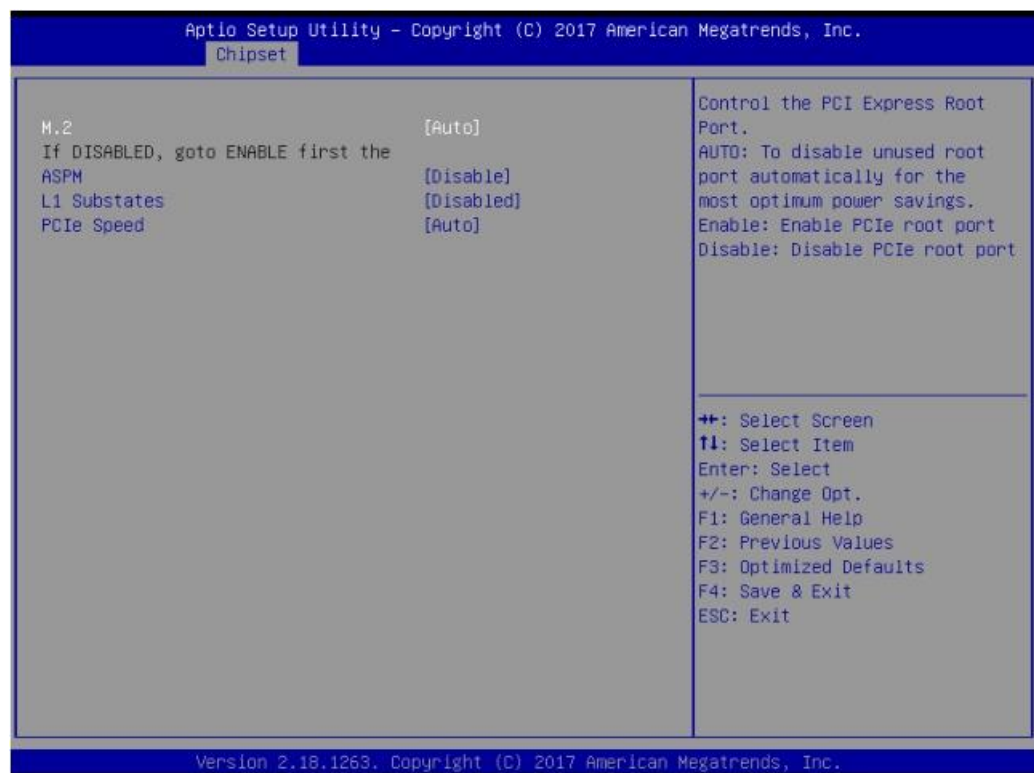 Aptio Setup Utility – Copyright (C) 2017 American Megatrends, Inc.
Chipset
M.2 [Auto]
If DISABLED, goto ENABLE first the
ASPM [Disable]
L1 Substates [Disabled]
PCIe Speed [Auto]
Control the PCI Express Root
Port.
AUTO: To disable unused root
port automatically for the
most optimum power savings.
Enable: Enable PCIe root port
Disable: Disable PCIe root port
→←: Select Screen
↑↓: Select Item
Enter: Select
+/-: Change Opt.
F1: General Help
F2: Previous Values
F3: Optimized Defaults
F4: Save & Exit
ESC: Exit
Version 2.18.1263. Copyright (C) 2017 American Megatrends, Inc.